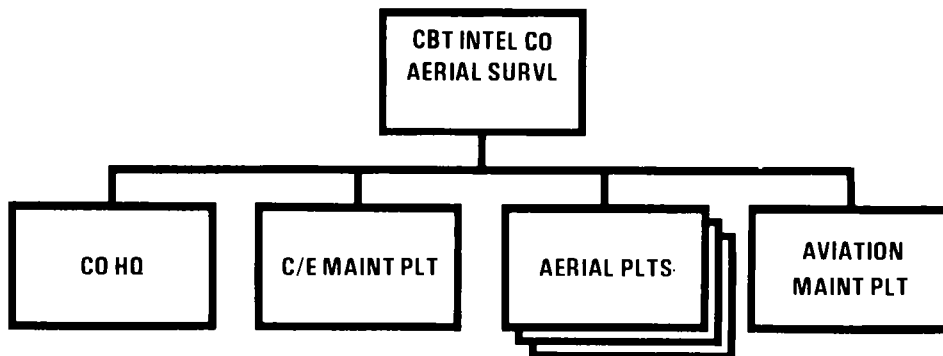 CBT INTEL CO
AERIAL SURVL
CO HQ
C/E MAINT PLT
AERIAL PLTS
AVIATION
MAINT PLT